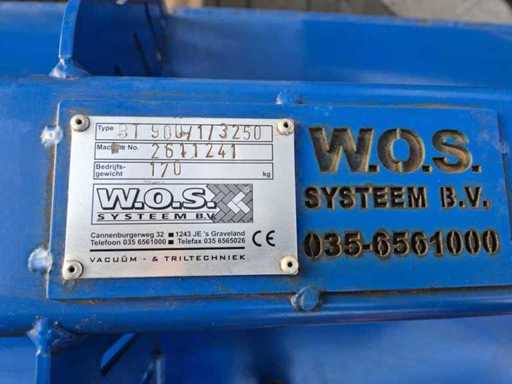 Type BT 900/1/3250
Machine No. 2611241
Bedrijfs-
gewicht 170 kg
W.O.S.
SYSTEEM B.V.
Cannenburgerweg 32 ■ 1243 JE 's Graveland
Telefoon 035 6561000 ■ Telefax 035 6565026
CE
VACUÜM - & TRILTECHNIEK
W.O.S.
SYSTEEM B.V.
035-6561000